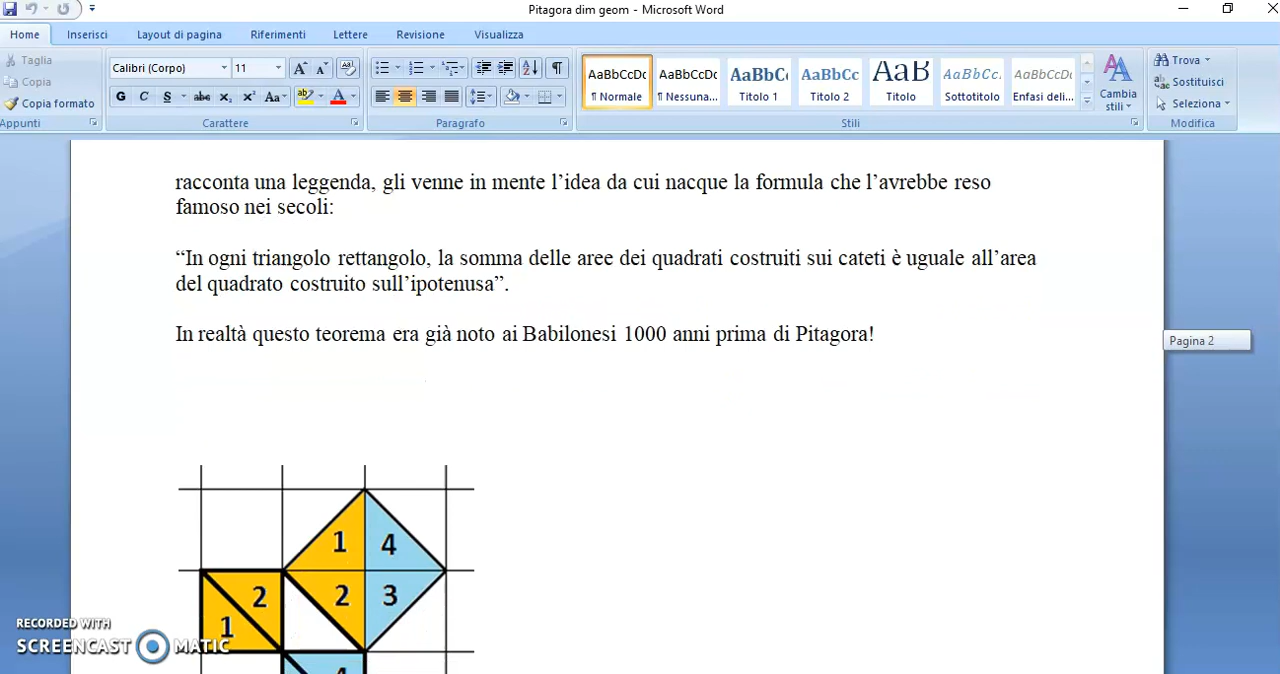 Pitagora dim geom - Microsoft Word
Home Inserisci Layout di pagina Riferimenti Lettere Revisione Visualizza
Taglia
Copia
Copia formato
Appunti
Calibri (Corpo) 11
G C S abc x₂ x² Aa ab A
Carattere
Paragrafo
AaBbCcDc AaBbCcDc AaBbC AaBbCc AaB AaBbCc. AaBbCcDc
¶ Normale ¶ Nessuna... Titolo 1 Titolo 2 Titolo Sottotitolo Enfasi deli...
Stili
Cambia
stili
Trova
Sostituisci
Seleziona
Modifica
racconta una leggenda, gli venne in mente l’idea da cui nacque la formula che l’avrebbe reso
famoso nei secoli:
“In ogni triangolo rettangolo, la somma delle aree dei quadrati costruiti sui cateti è uguale all’area
del quadrato costruito sull’ipotenusa”.
In realtà questo teorema era già noto ai Babilonesi 1000 anni prima di Pitagora!
Pagina 2
1 4
2 3
2
1
4
RECORDED WITH
SCREENCAST MATIC